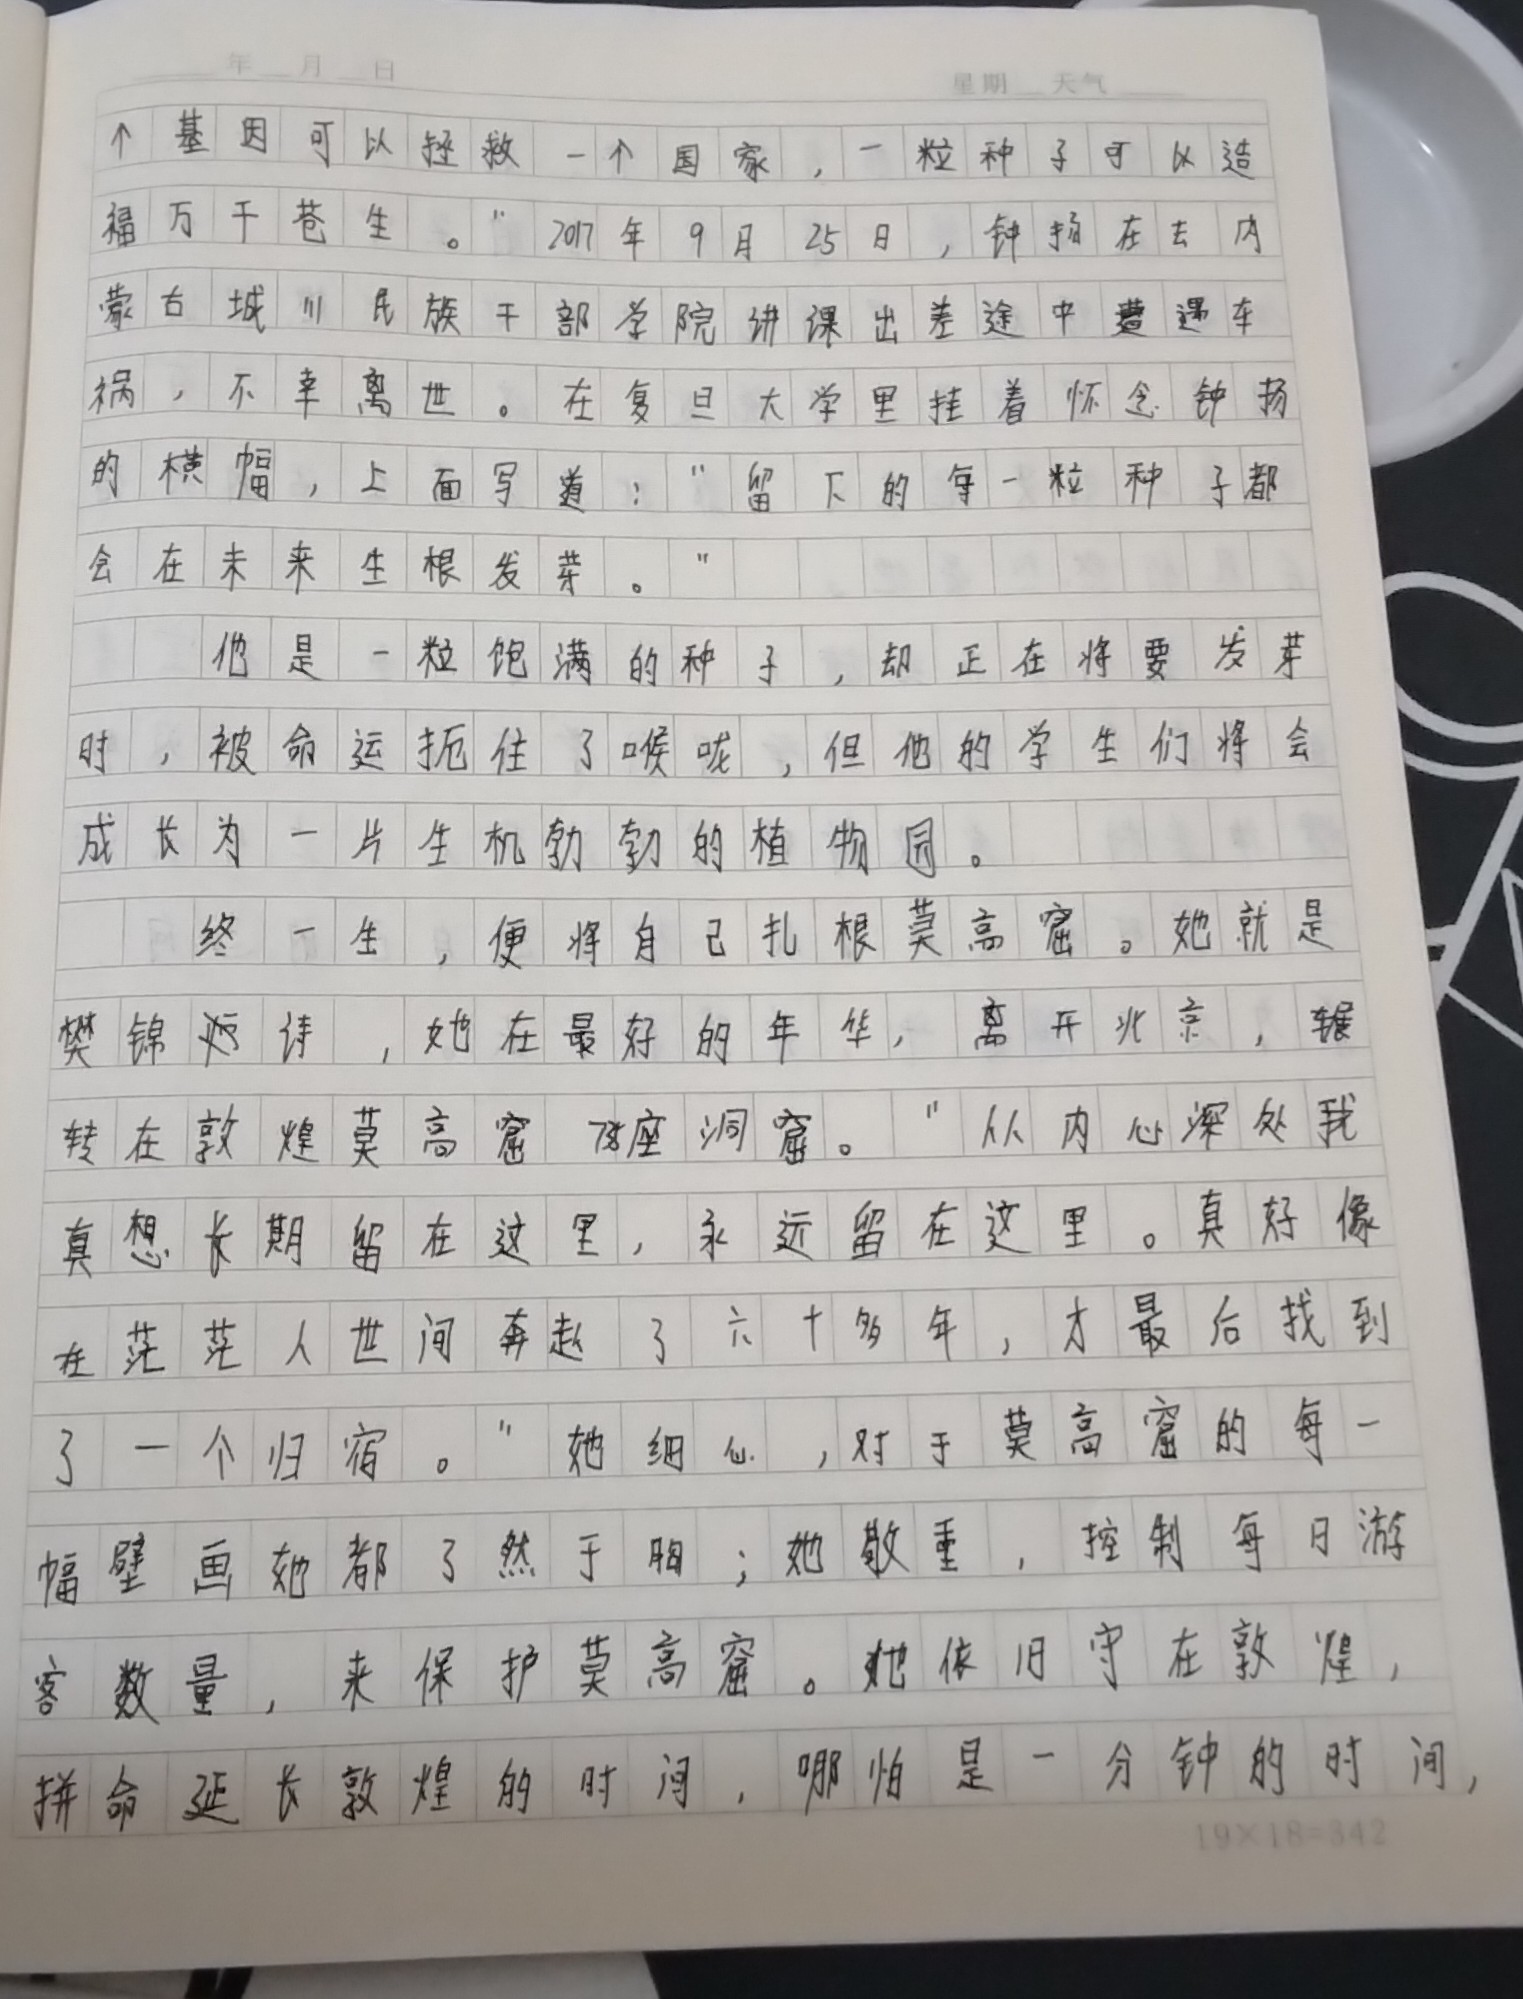 年 月 日 星期 天气
个基因可以拯救一个国家,一粒种子可以造
福万千苍生。"2017年9月25日,钟扬在去内
蒙古城川民族干部学院讲课出差途中遭遇车
祸,不幸离世。在复旦大学里挂着怀念钟扬
的横幅,上面写道:"留下的每一粒种子都
会在未来生根发芽。"
他是一粒饱满的种子,却正在将要发芽
时,被命运扼住了喉咙,但他的学生们将会
成长为一片生机勃勃的植物园。
终一生,便将自己扎根莫高窟。她就是
樊锦诗,她在最好的年华,离开北京,辗
转在敦煌莫高窟735座洞窟。"从内心深处我
真想长期留在这里,永远留在这里。真好像
在茫茫人世间奔赴了六十多年,才最后找到
了一个归宿。"她细心,对于莫高窟的每一
幅壁画她都了然于胸;她敬重,控制每日游
客数量,来保护莫高窟。她依旧守在敦煌,
拼命延长敦煌的时间,哪怕是一分钟的时间,
19×18=342